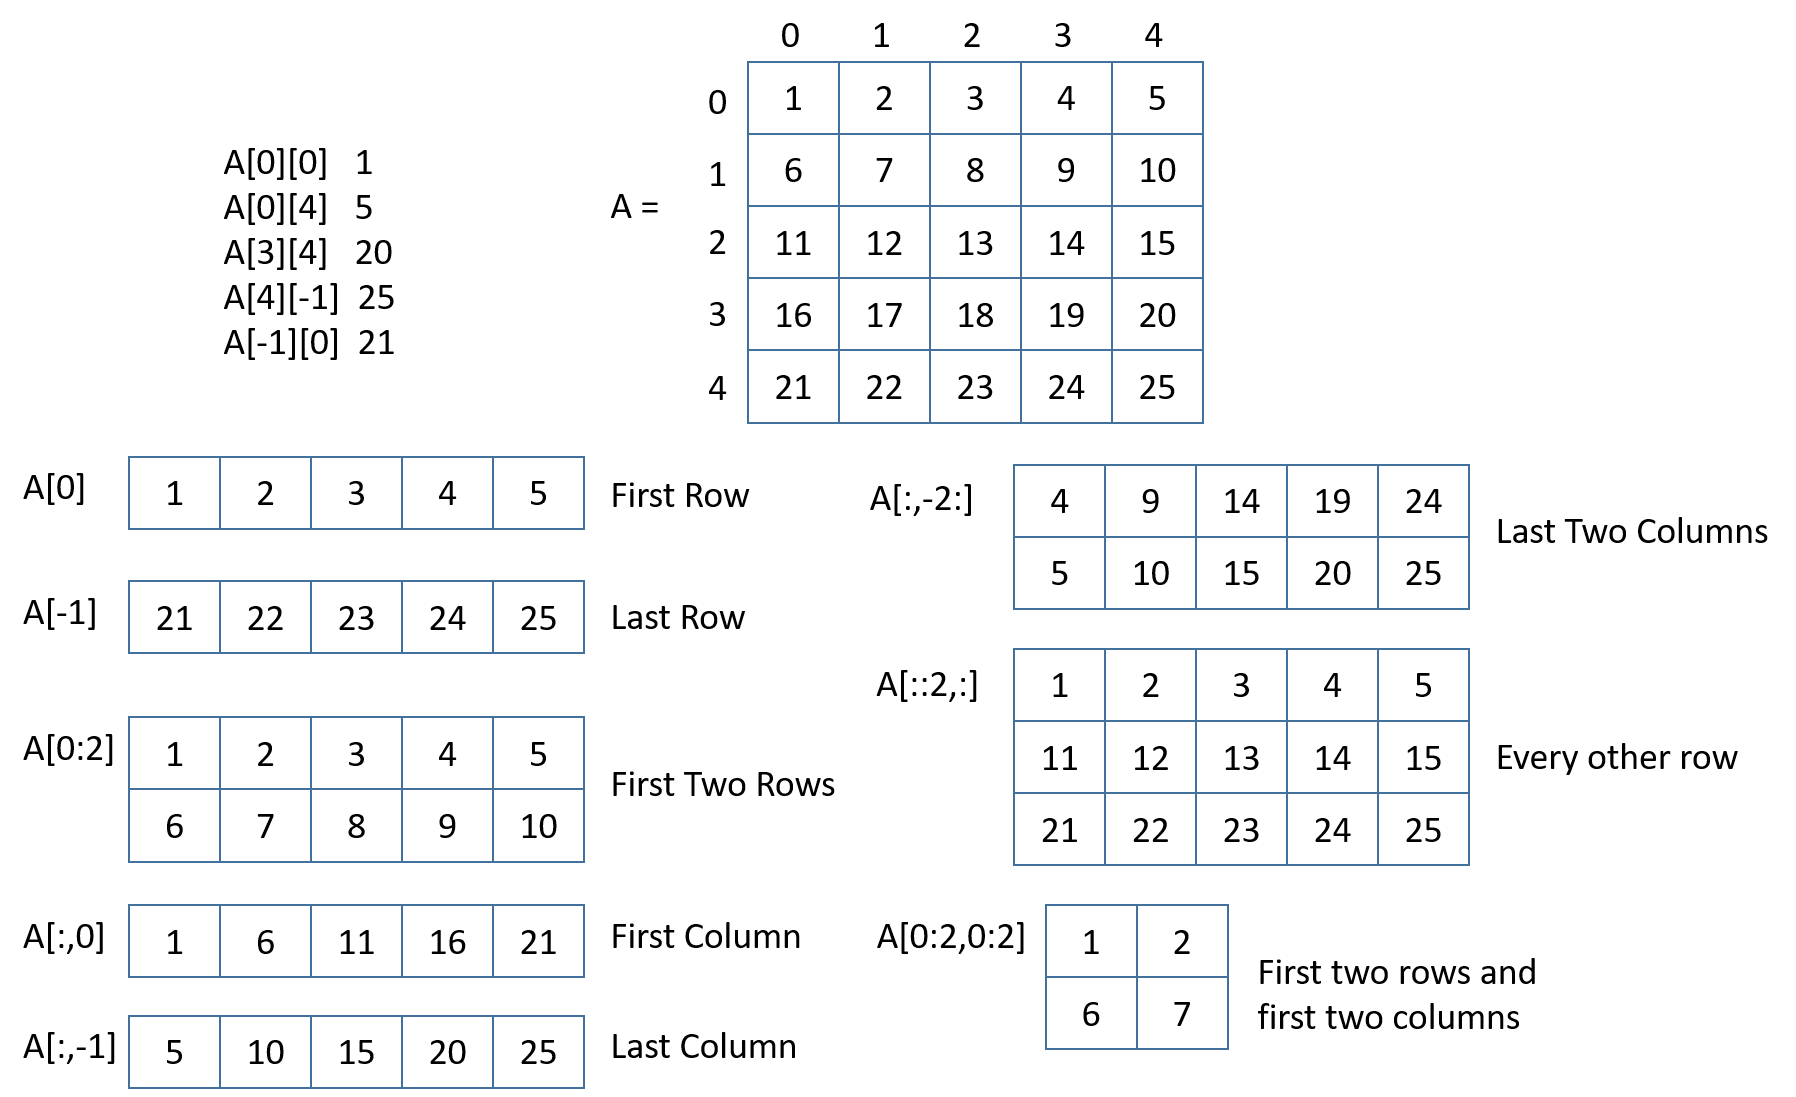 0 1 2 3 4
0 1 2 3 4 5
1 6 7 8 9 10
2 11 12 13 14 15
3 16 17 18 19 20
4 21 22 23 24 25
A =
A[0][0] 1
A[0][4] 5
A[3][4] 20
A[4][-1] 25
A[-1][0] 21
A[0] 1 2 3 4 5 First Row
A[-1] 21 22 23 24 25 Last Row
A[0:2] 1 2 3 4 5
6 7 8 9 10
First Two Rows
A[:,0] 1 6 11 16 21 First Column
A[:,-1] 5 10 15 20 25 Last Column
A[:,-2:] 4 9 14 19 24
5 10 15 20 25
Last Two Columns
A[::2,:] 1 2 3 4 5
11 12 13 14 15 Every other row
21 22 23 24 25
A[0:2,0:2] 1 2
6 7
First two rows and
first two columns